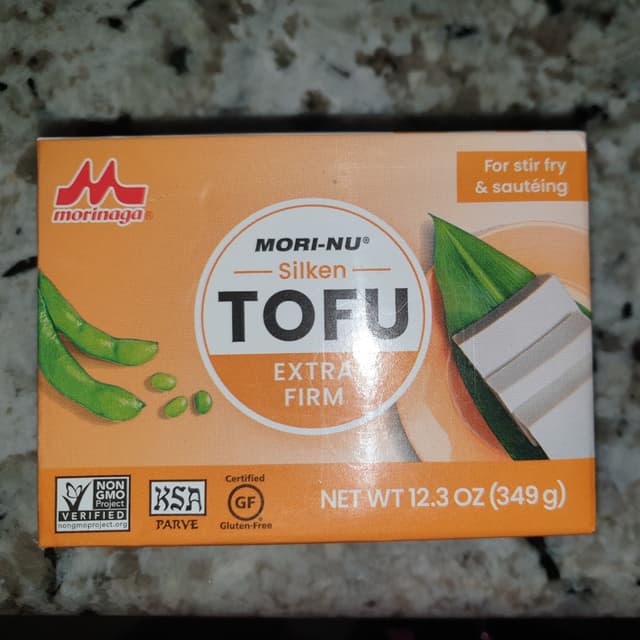 morinaga®
For stir fry
& sautéing
MORI-NU®
Silken
TOFU
EXTRA
FIRM
NON
GMO
Project
VERIFIED
nongmoproject.org
KSA
PARVE
Certified
GF
Gluten-Free
NET WT 12.3 OZ (349 g)